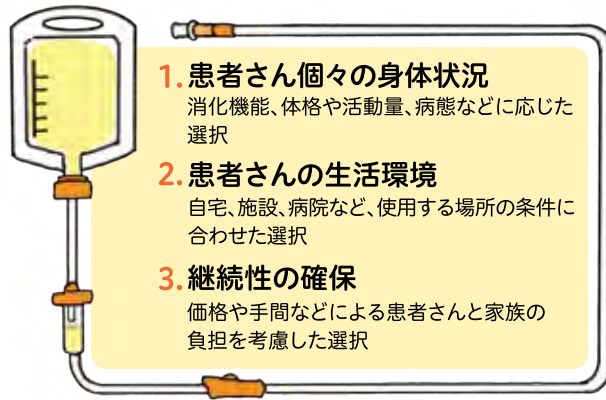 1.患者さん個々の身体状況
消化機能、体格や活動量、病態などに応じた
選択
2.患者さんの生活環境
自宅、施設、病院など、使用する場所の条件に
合わせた選択
3.継続性の確保
価格や手間などによる患者さんと家族の
負担を考慮した選択